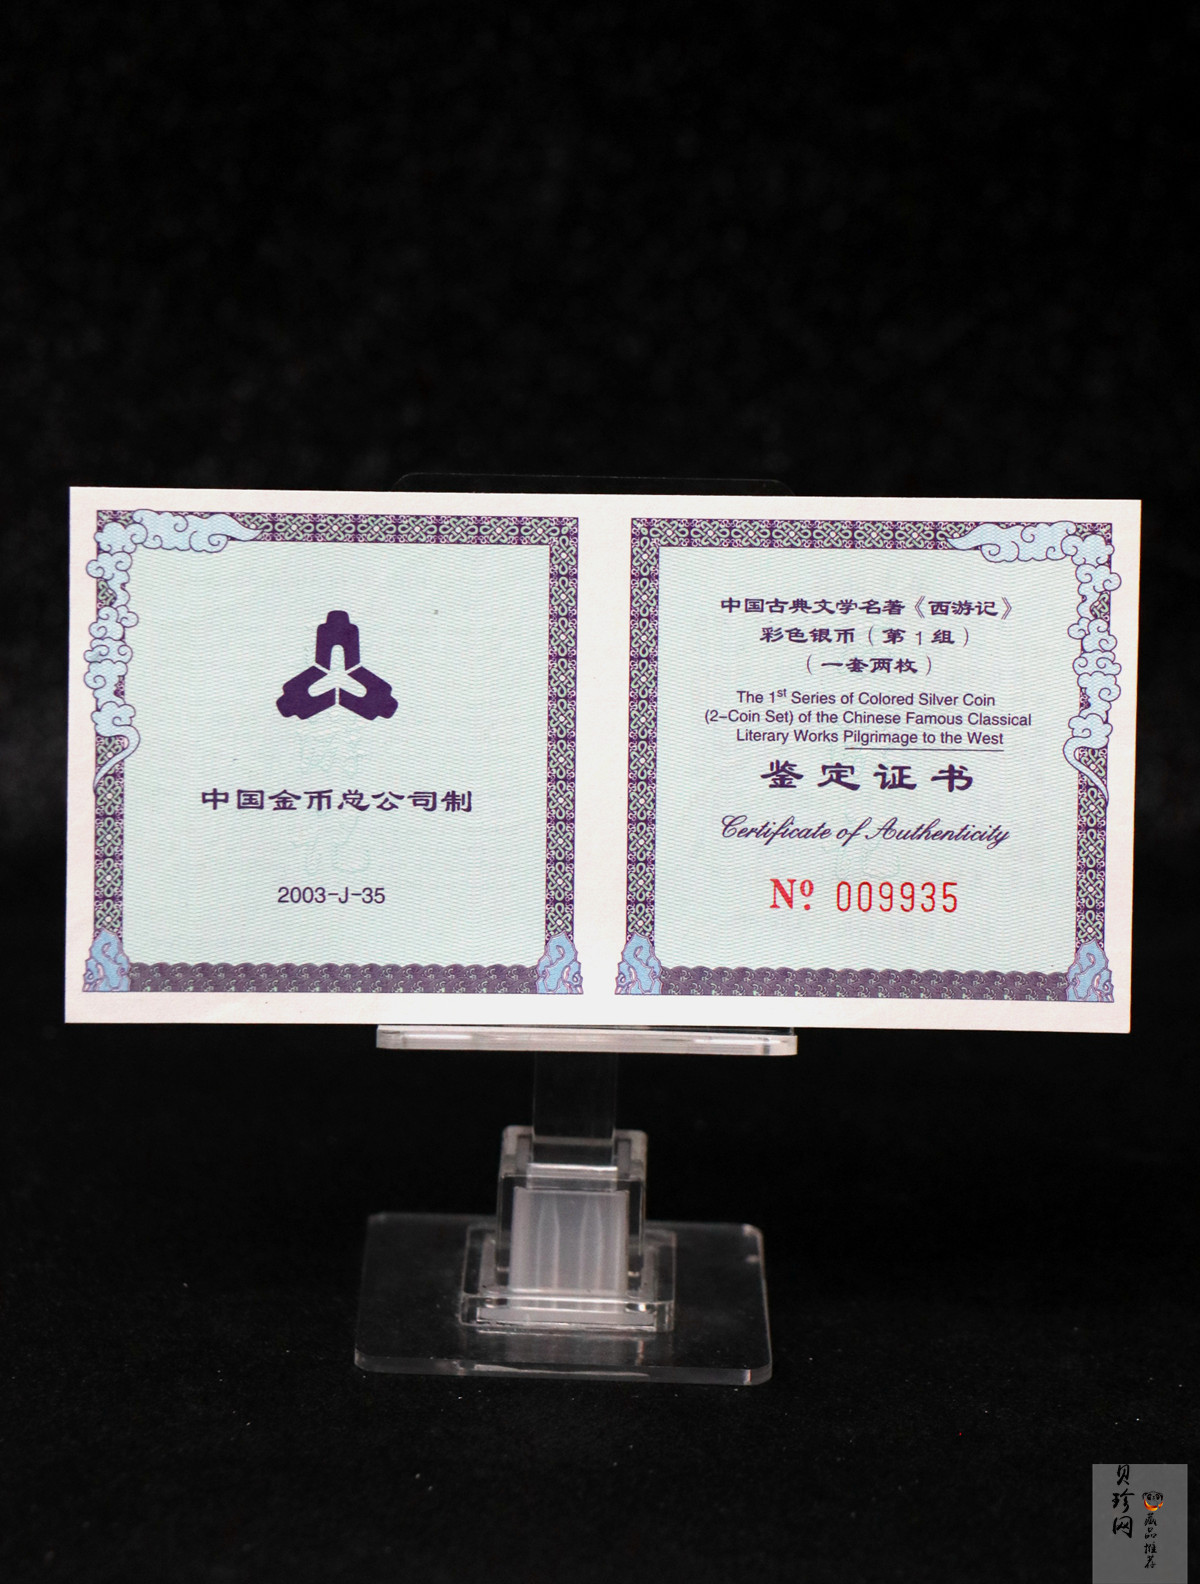 中国金币总公司制
2003-J-35
中国古典文学名著《西游记》
彩色银币（第1组）
（一套两枚）
The 1st Series of Colored Silver Coin
(2-Coin Set) of the Chinese Famous Classical
Literary Works Pilgrimage to the West
鉴定证书
Certificate of Authenticity
Nº. 009935
贝珍网
藏品推荐